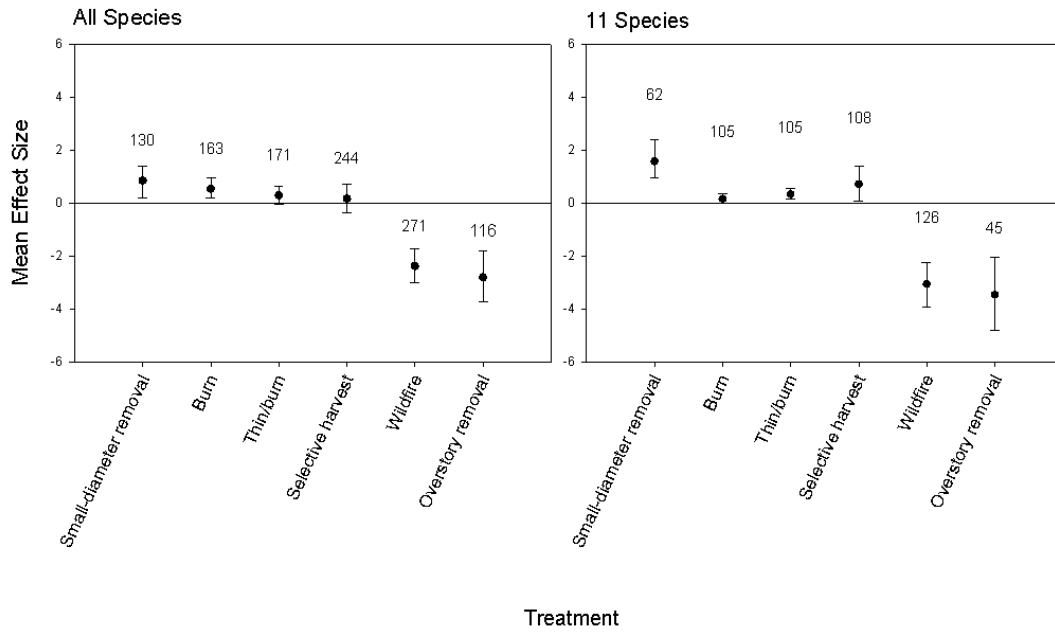 All Species
11 Species
Mean Effect Size
6
4
2
0
-2
-4
-6
130
163
171
244
271
116
Small-diameter removal
Burn
Thin/burn
Selective harvest
Wildfire
Overstory removal
6
4
2
0
-2
-4
-6
62
105
105
108
126
45
Small-diameter removal
Burn
Thin/burn
Selective harvest
Wildfire
Overstory removal
Treatment